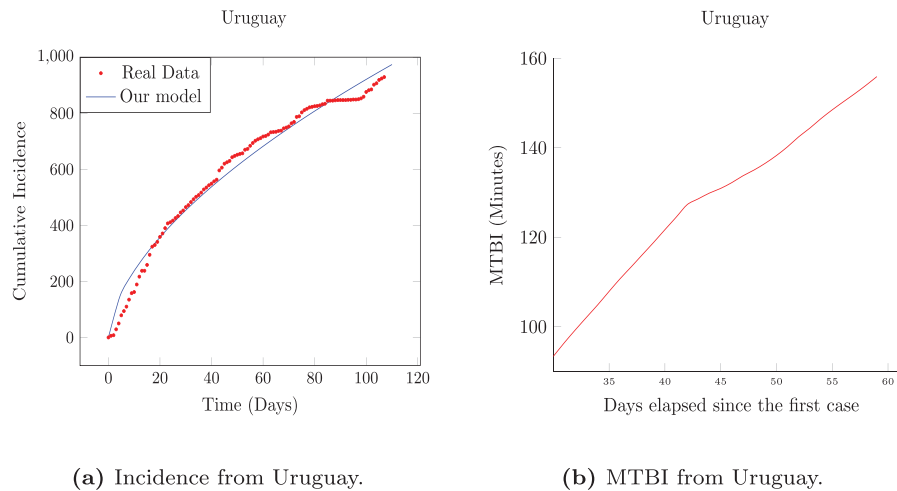 Uruguay
1,000
800
600
400
200
0
Cumulative Incidence
Real Data
Our model
0 20 40 60 80 100 120
Time (Days)
(a) Incidence from Uruguay.
Uruguay
160
140
120
100
MTBI (Minutes)
35 40 45 50 55 60
Days elapsed since the first case
(b) MTBI from Uruguay.